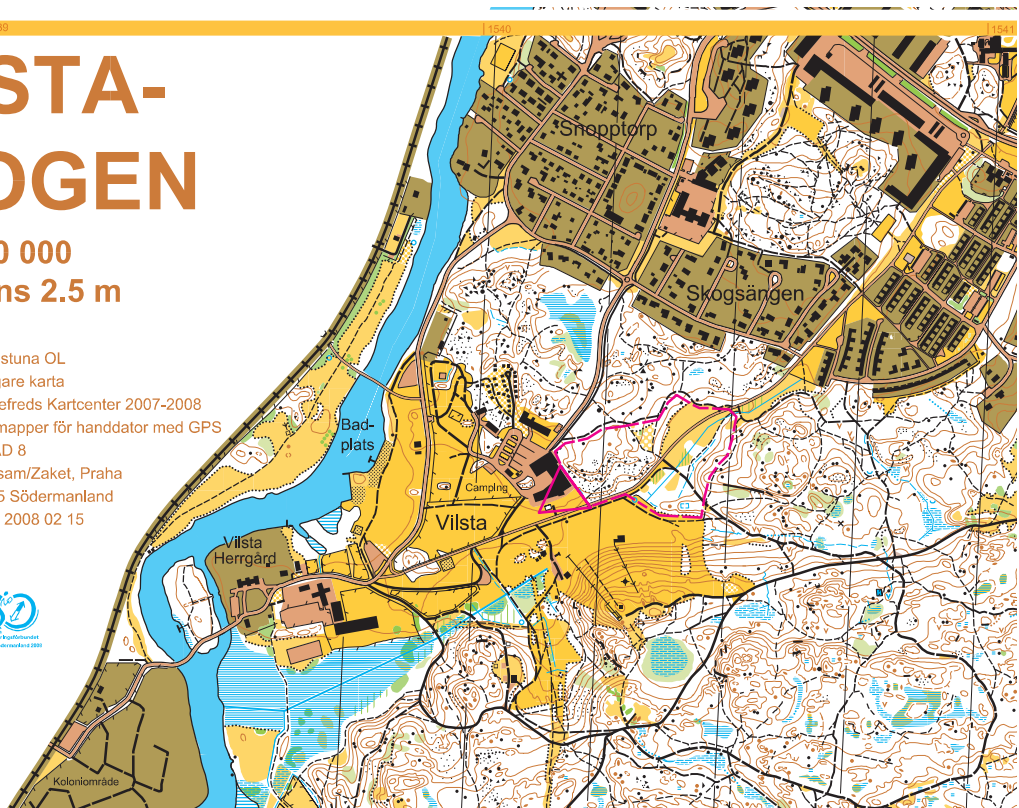 39
1540
1541
STA-
OGEN
0 000
ns 2.5 m
stuna OL
gare karta
efreds Kartcenter 2007-2008
mapper för handdator med GPS
AD 8
sam/Zaket, Praha
5 Södermanland
2008 02 15
Snopptorp
Skogsängen
Bad-
plats
Camping
Vilsta
Vilsta
Herrgård
Koloniområde